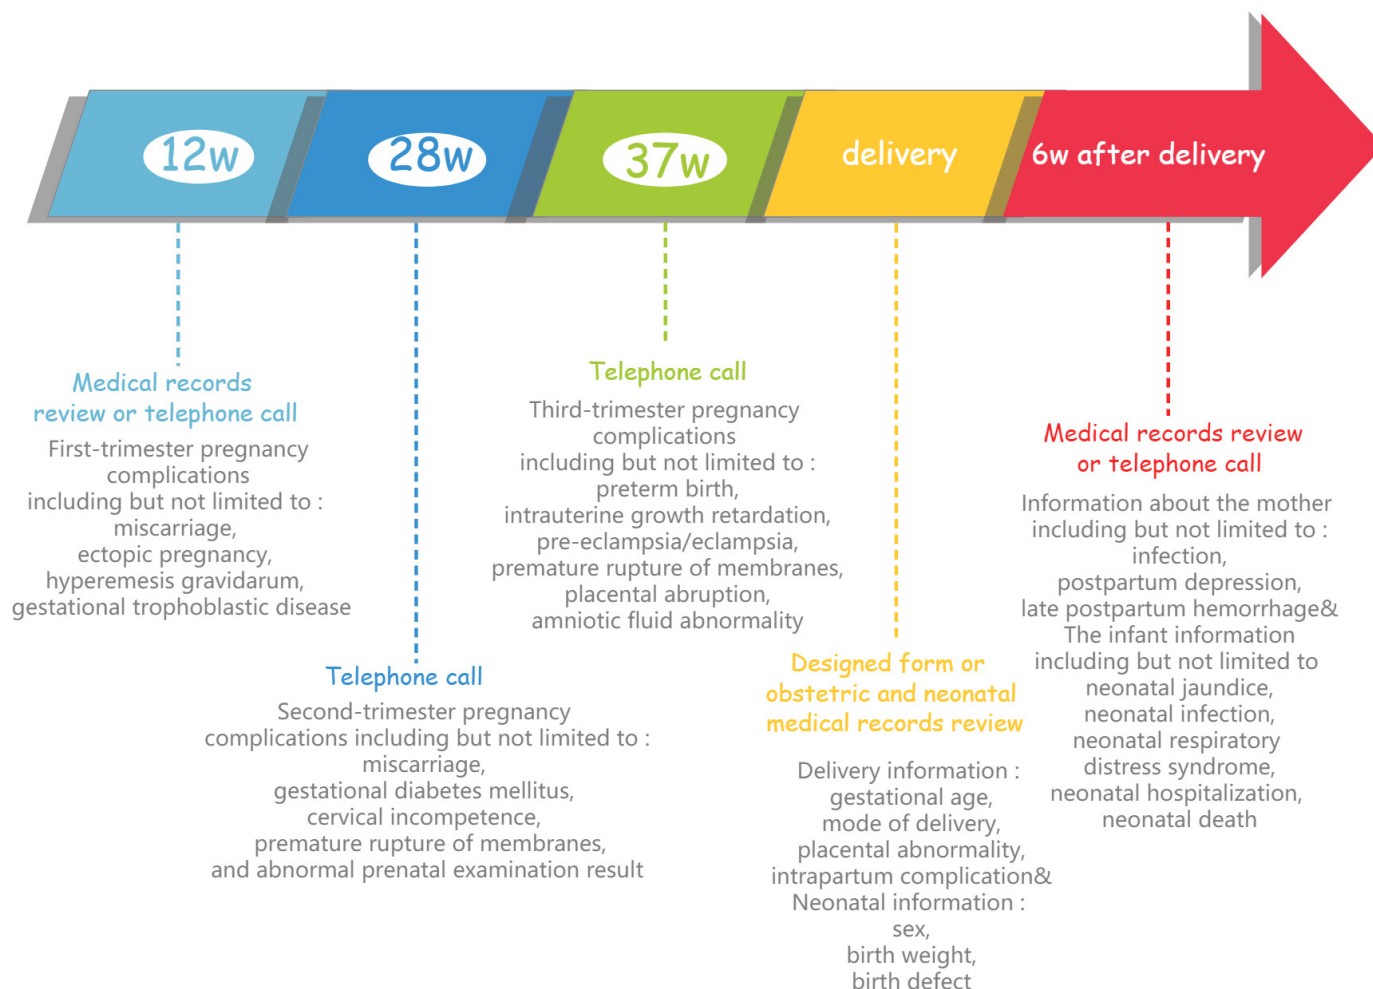 12w
28w
37w
delivery
6w after delivery
Medical records
review or telephone call
First-trimester pregnancy
complications
including but not limited to :
miscarriage,
ectopic pregnancy,
hyperemesis gravidarum,
gestational trophoblastic disease
Telephone call
Second-trimester pregnancy
complications including but not limited to :
miscarriage,
gestational diabetes mellitus,
cervical incompetence,
premature rupture of membranes,
and abnormal prenatal examination result
Telephone call
Third-trimester pregnancy
complications
including but not limited to :
preterm birth,
intrauterine growth retardation,
pre-eclampsia/eclampsia,
premature rupture of membranes,
placental abruption,
amniotic fluid abnormality
Designed form or
obstetric and neonatal
medical records review
Delivery information :
gestational age,
mode of delivery,
placental abnormality,
intrapartum complication&
Neonatal information :
sex,
birth weight,
birth defect
Medical records review
or telephone call
Information about the mother
including but not limited to :
infection,
postpartum depression,
late postpartum hemorrhage&
The infant information
including but not limited to
neonatal jaundice,
neonatal infection,
neonatal respiratory
distress syndrome,
neonatal hospitalization,
neonatal death